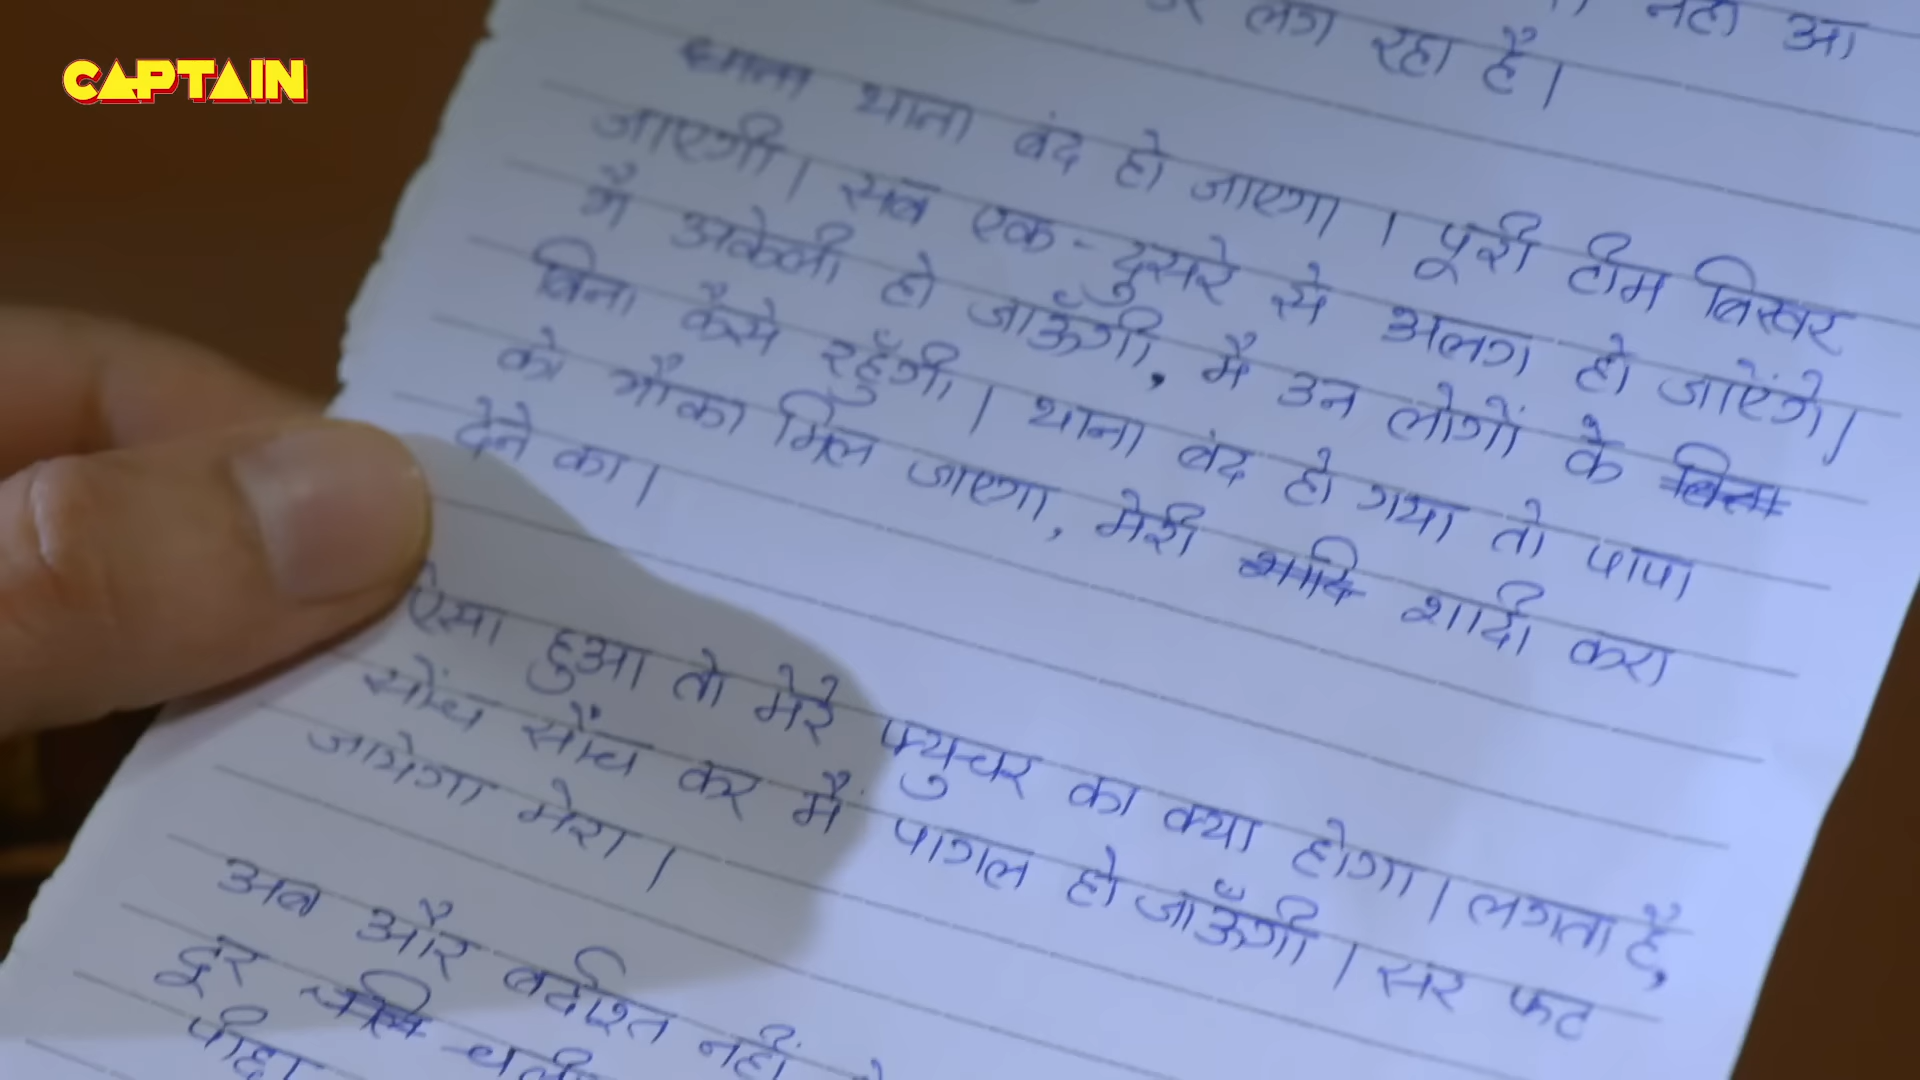 CAPTAIN
नही आ
लग रहा है।
थाना बंद हो जाएगा। पूरी टीम बिखर
जाएगी। सब एक-दुसरे से अलग हो जाऐंगे।
मैं अकेली हो जाऊँगी, मै उन लोगों के बिना
बिना कैसे रहुँगी। थाना बंद हो गया तो पापा
को मौका मिल जाएगा, मेरी शादि शादी करा
देने का।
ऐसा हुआ तो मेरे फ्युचर का क्या होगा। लगता है,
सोंच सोंच कर मैं पागल हो जाऊँगी। सर फट
जायेगा मेरा।
अब और बर्दाश्त नहीं
दूर